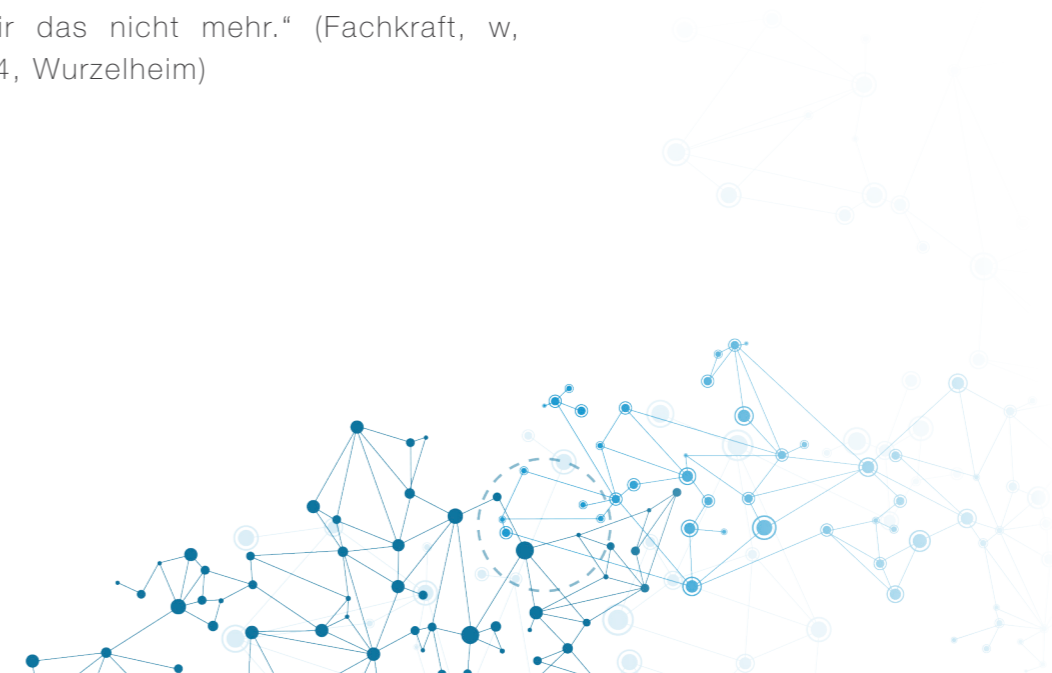 ir das nicht mehr.“ (Fachkraft, w,
4, Wurzelheim)